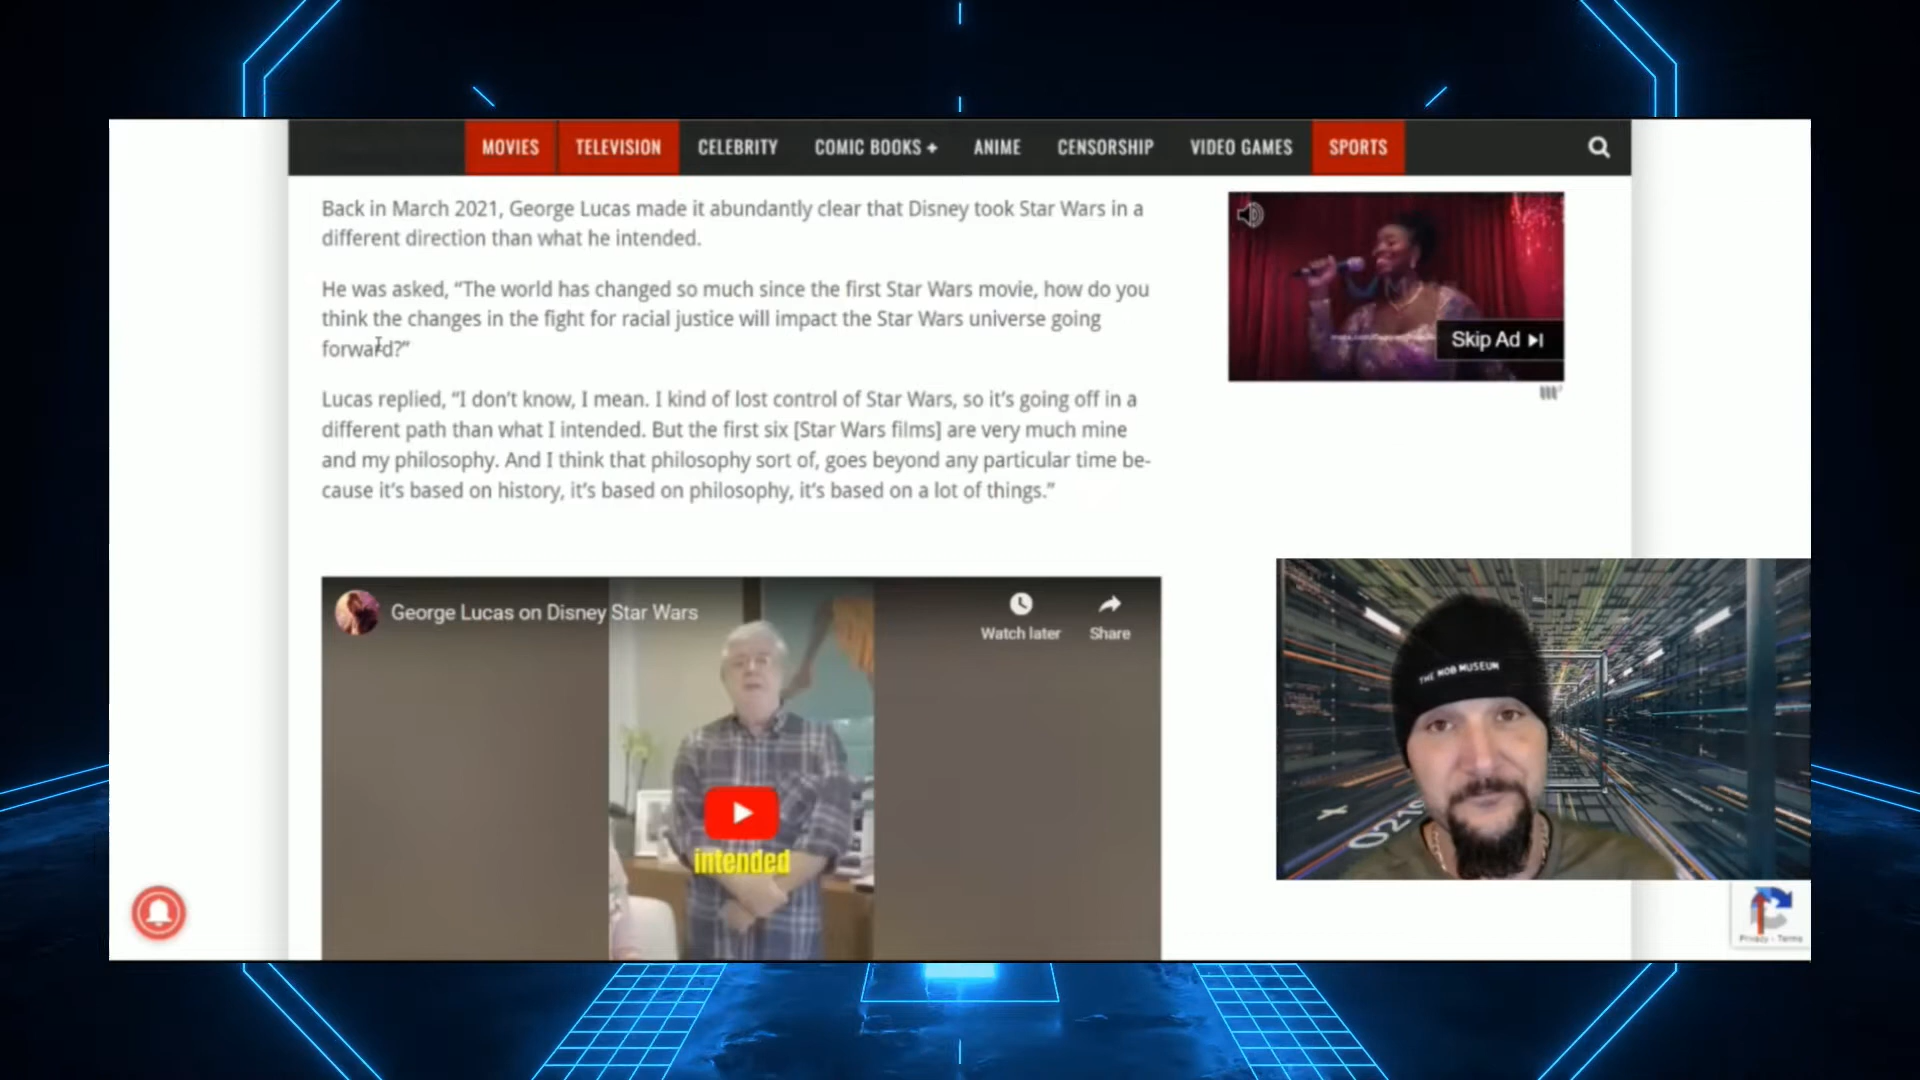 MOVIES TELEVISION CELEBRITY COMIC BOOKS + ANIME CENSORSHIP VIDEO GAMES SPORTS
Back in March 2021, George Lucas made it abundantly clear that Disney took Star Wars in a
different direction than what he intended.
He was asked, “The world has changed so much since the first Star Wars movie, how do you
think the changes in the fight for racial justice will impact the Star Wars universe going
forward?”
Lucas replied, “I don’t know, I mean. I kind of lost control of Star Wars, so it’s going off in a
different path than what I intended. But the first six [Star Wars films] are very much mine
and my philosophy. And I think that philosophy sort of, goes beyond any particular time be-
cause it’s based on history, it’s based on philosophy, it’s based on a lot of things.”
Skip Ad
George Lucas on Disney Star Wars
Watch later
Share
intended
THE MOB MUSEUM
Privacy - Terms